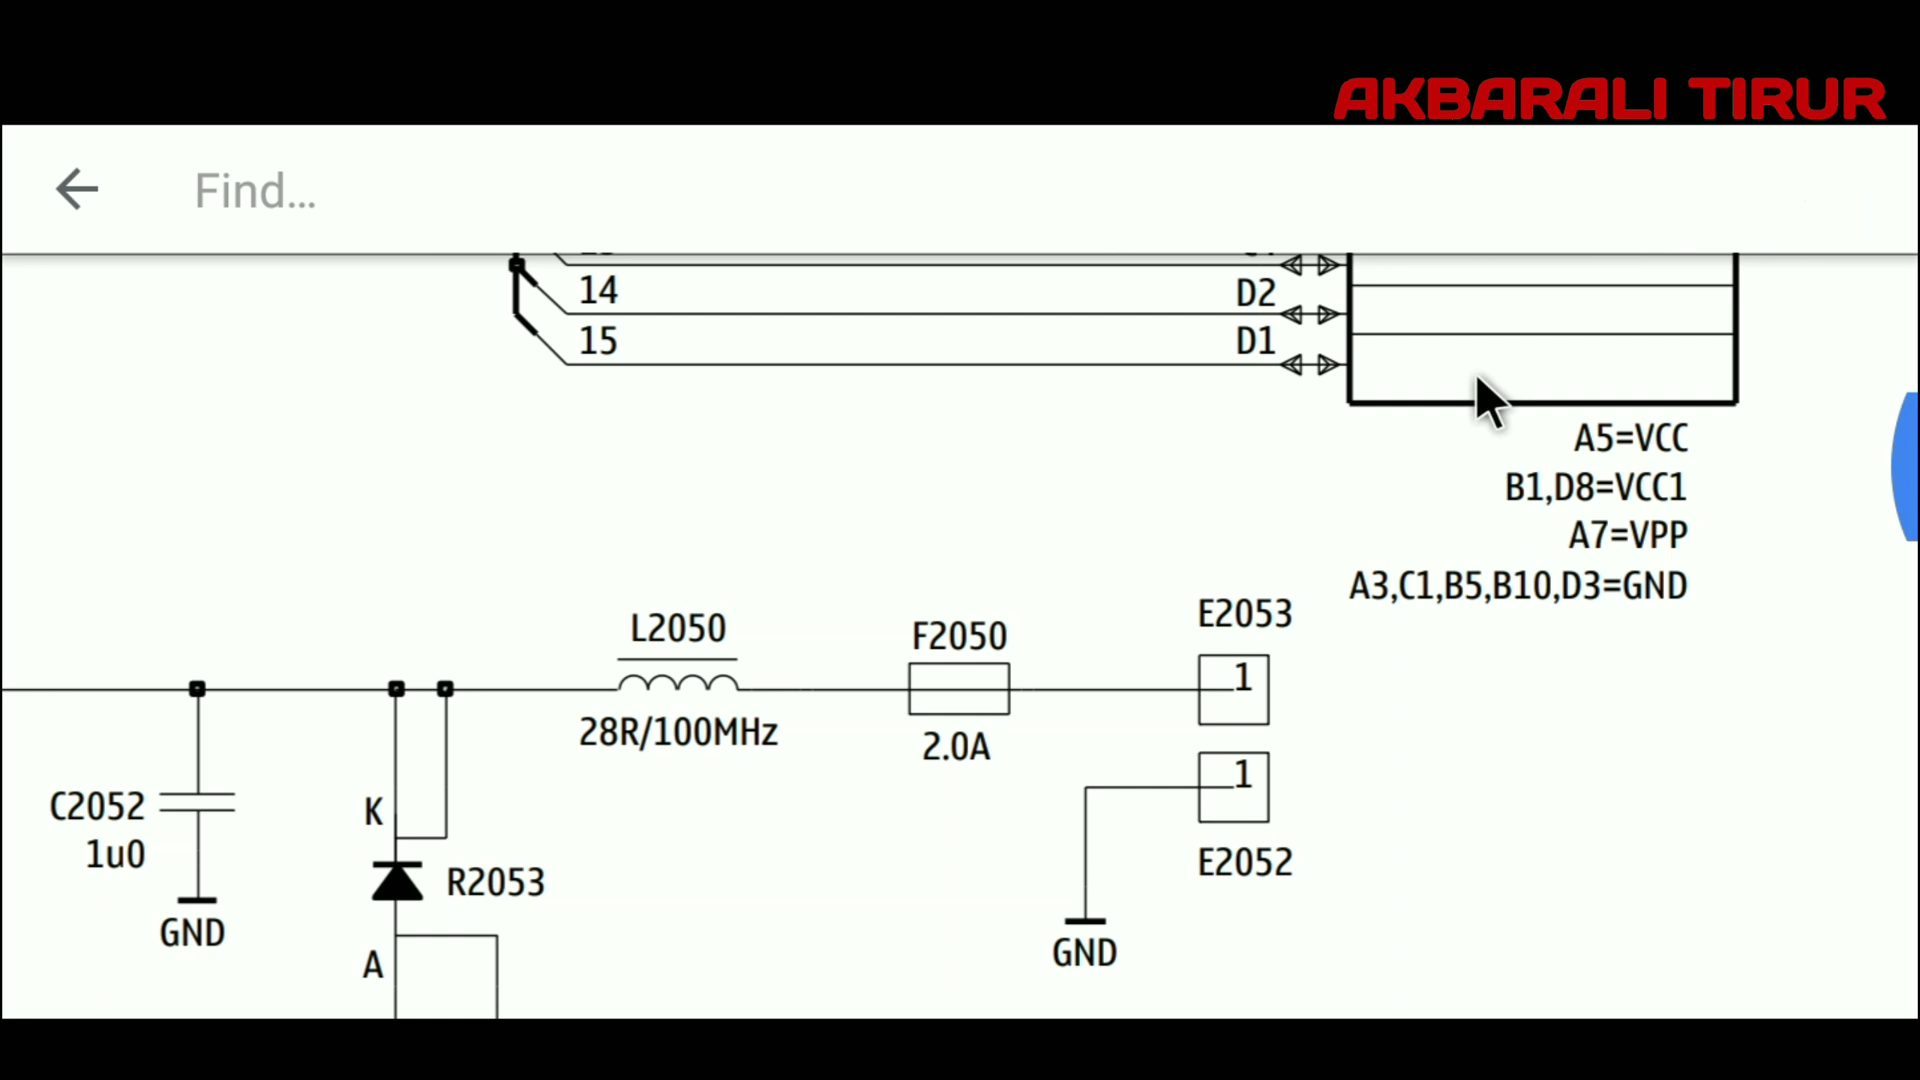 AKBARALI TIRUR
Find...
14
D2
15
D1
A5=VCC
B1,D8=VCC1
A7=VPP
A3,C1,B5,B10,D3=GND
L2050
F2050
E2053
1
28R/100MHz
2.0A
1
C2052
1u0
K
R2053
E2052
GND
A
GND